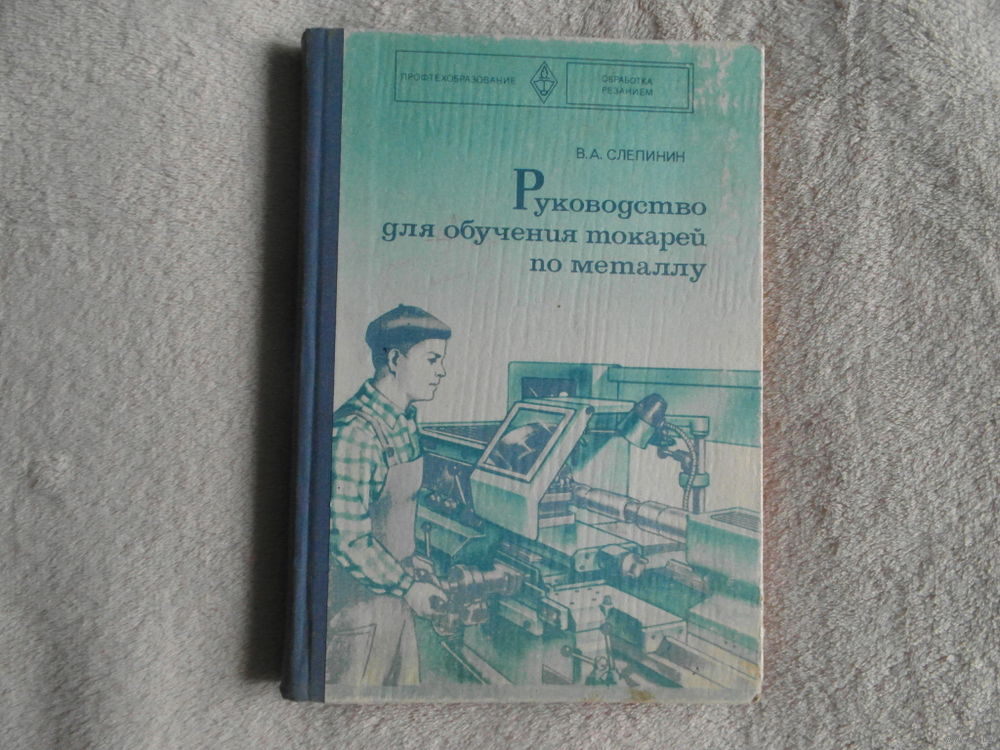 ПРОФТЕХОБРАЗОВАНИЕ
ОБРАБОТКА
РЕЗАНИЕМ
В.А. СЛЕПИНИН
Руководство
для обучения токарей
по металлу